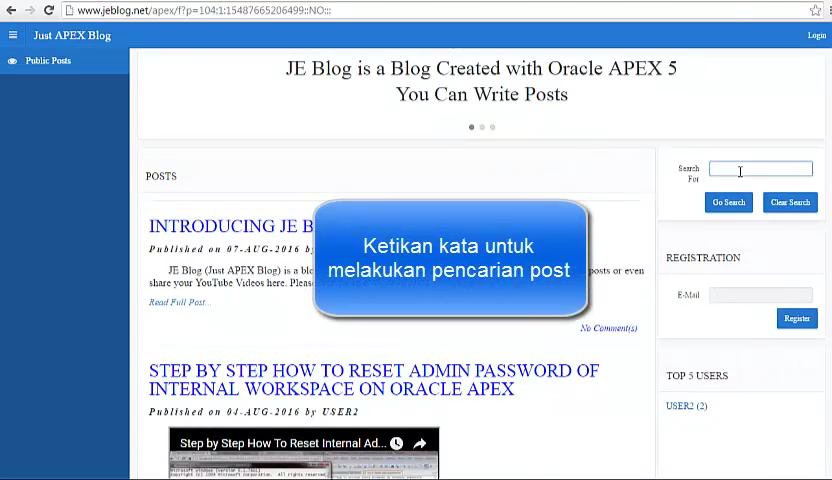 www.jeblog.net/apex/f?p=104:1:15487665206499::NO:::
Just APEX Blog
Login
Public Posts
JE Blog is a Blog Created with Oracle APEX 5
You Can Write Posts
POSTS
Search
For
Go Search
Clear Search
INTRODUCING JE B
Published on 07-AUG-2016 b
JE Blog (Just APEX Blog) is a blo
posts or even
share your YouTube Videos here.
Read Full Post...
No Comment(s)
Ketikan kata untuk
melakukan pencarian post
REGISTRATION
E-Mail
Register
STEP BY STEP HOW TO RESET ADMIN PASSWORD OF
INTERNAL WORKSPACE ON ORACLE APEX
Published on 04-AUG-2016 by USER2
Step by Step How To Reset Internal Ad...
TOP 5 USERS
USER2 (2)